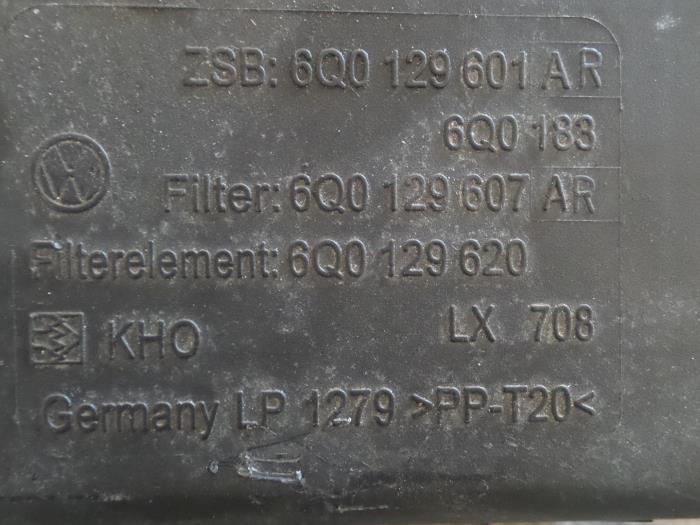 ZSB: 6Q0 129 601 AR
6Q0 183
Filter: 6Q0 129 607 AR
Filterelement: 6Q0 129 620
KHO LX 708
Germany LP 1279 >PP-T20<